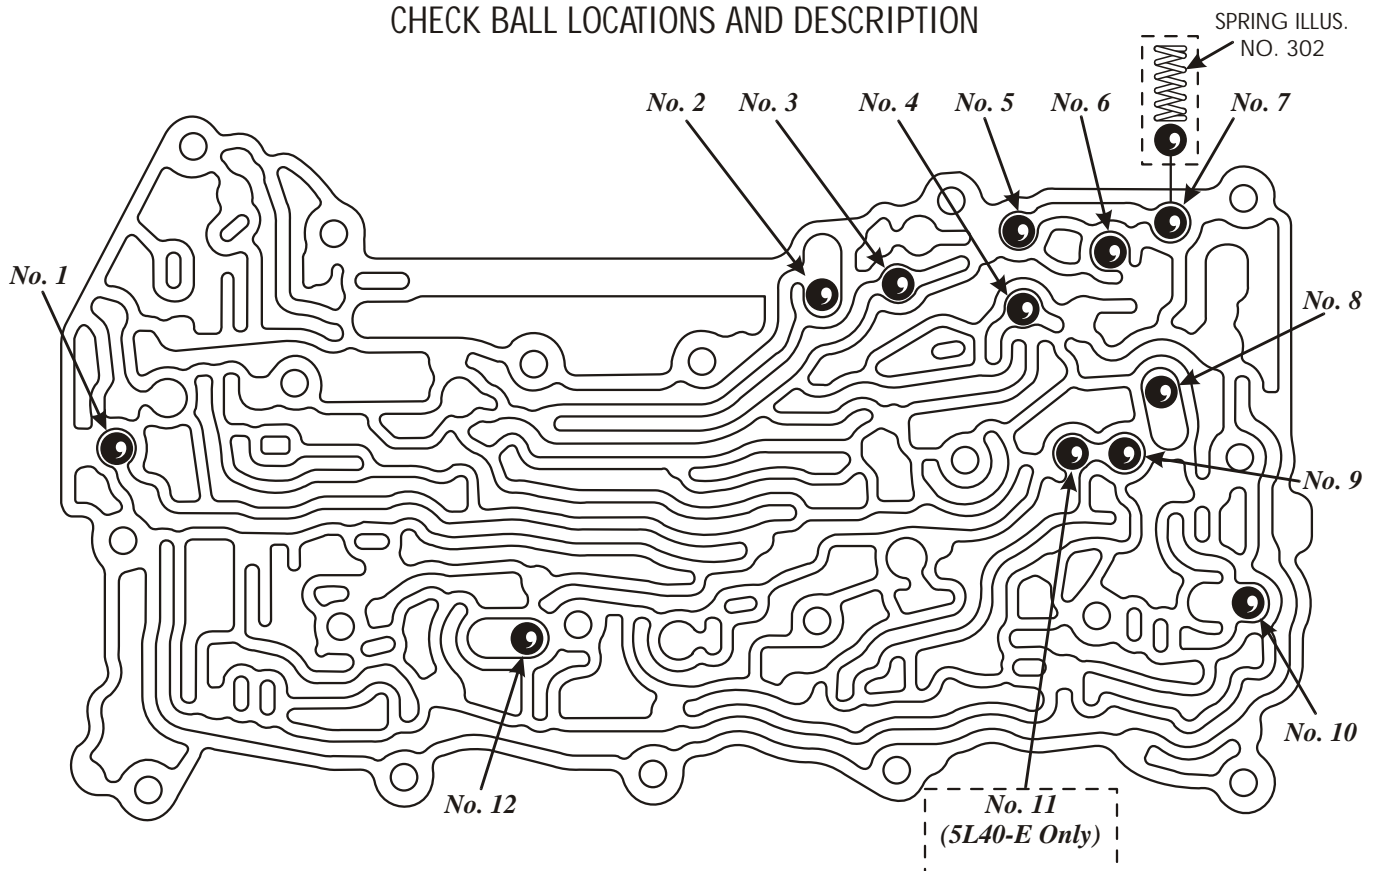 CHECK BALL LOCATIONS AND DESCRIPTION
SPRING ILLUS.
NO. 302
No. 2
No. 3
No. 4
No. 5
No. 6
No. 7
No. 1
No. 8
No. 9
No. 10
No. 12
No. 11
(5L40-E Only)